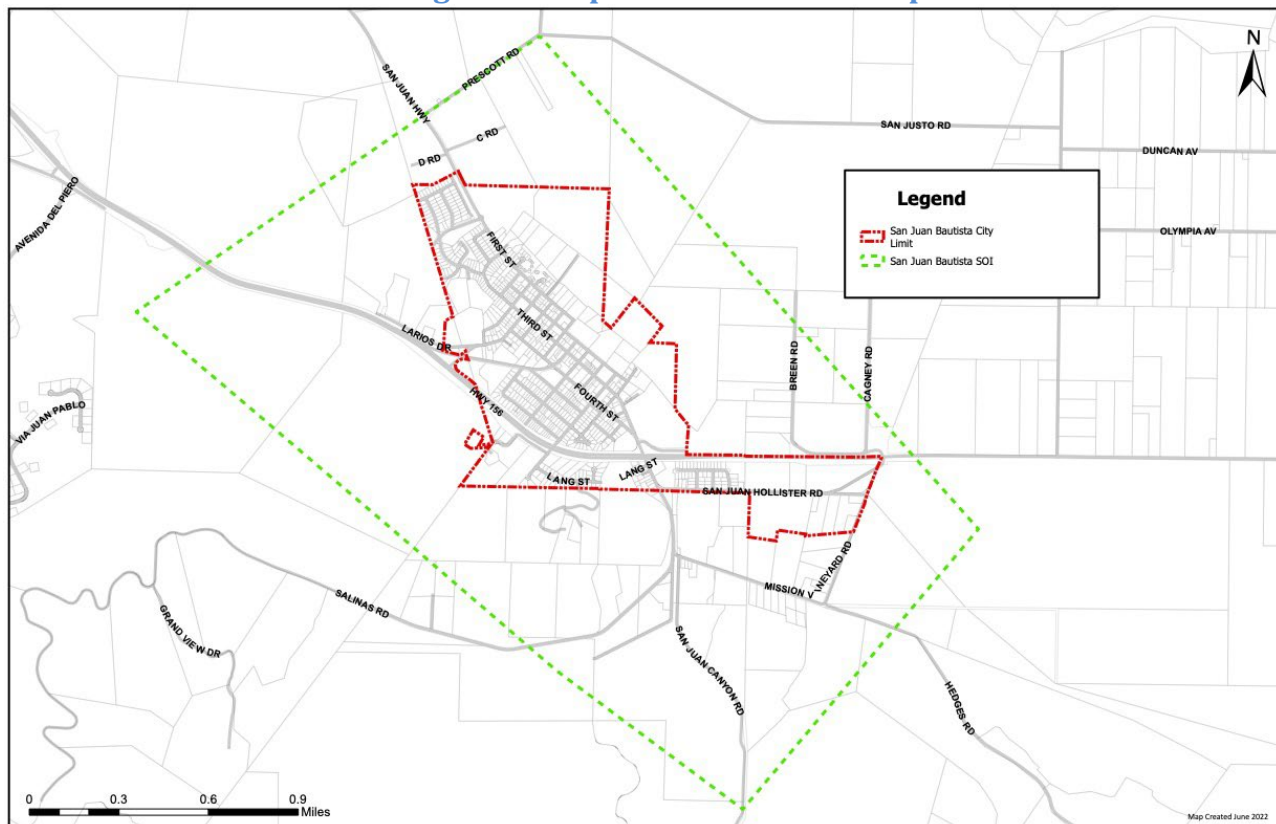 N
PRESCOTT RD
SAN JUAN HWY
C RD
D RD
SAN JUSTO RD
DUNCAN AV
AVENIDA DEL PIERO
Legend
San Juan Bautista City
Limit
San Juan Bautista SOI
OLYMPIA AV
FIRST ST
THIRD ST
LARIOS DR
BREEN RD
CAGNEY RD
HWY 156
FOURTH ST
VIA JUAN PABLO
LANG ST
LANG ST
SAN JUAN HOLLISTER RD
MISSION VINEYARD RD
SALINAS RD
GRAND VIEW DR
SAN JUAN CANYON RD
HEDGES RD
0 0.3 0.6 0.9
Miles
Map Created June 2022